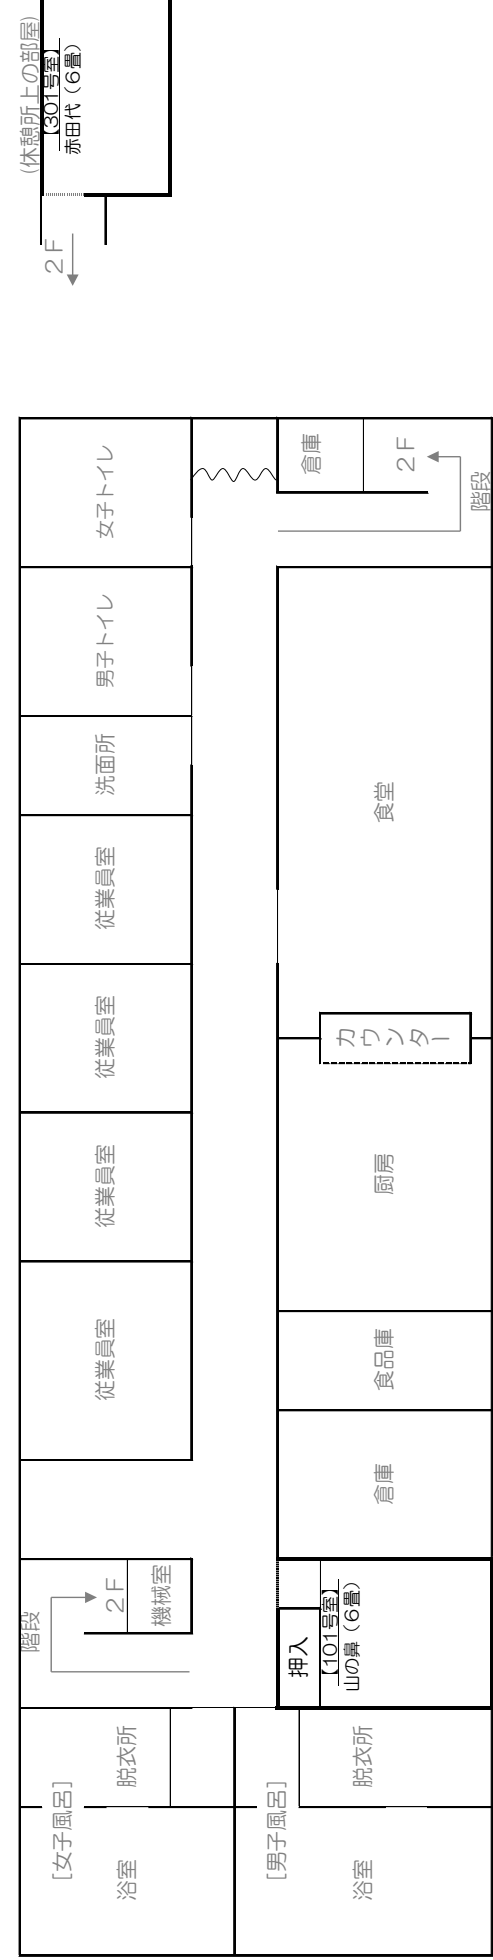 (休憩所上の部屋)
【301号室】
赤田代（６畳）
２Ｆ
女子トイレ
倉庫
２Ｆ
階段
男子トイレ
洗面所
食堂
従業員室
従業員室
カウンター
従業員室
厨房
従業員室
食品庫
倉庫
階段
２Ｆ
機械室
押入
【101号室】
山の鼻（６畳）
[女子風呂]
脱衣所
浴室
[男子風呂]
脱衣所
浴室